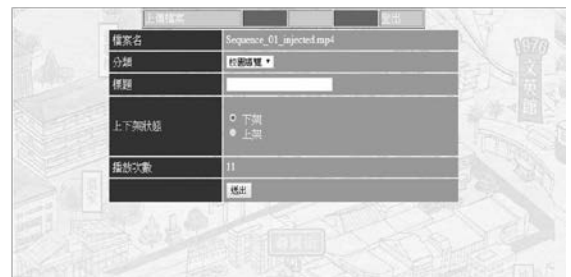 上傳檔案 登出
檔案名 Sequence_01_injected.mp4
分類 校園導覽
標題
上下架狀態 下架
上架
播放次數 11
送出
1976
文英館